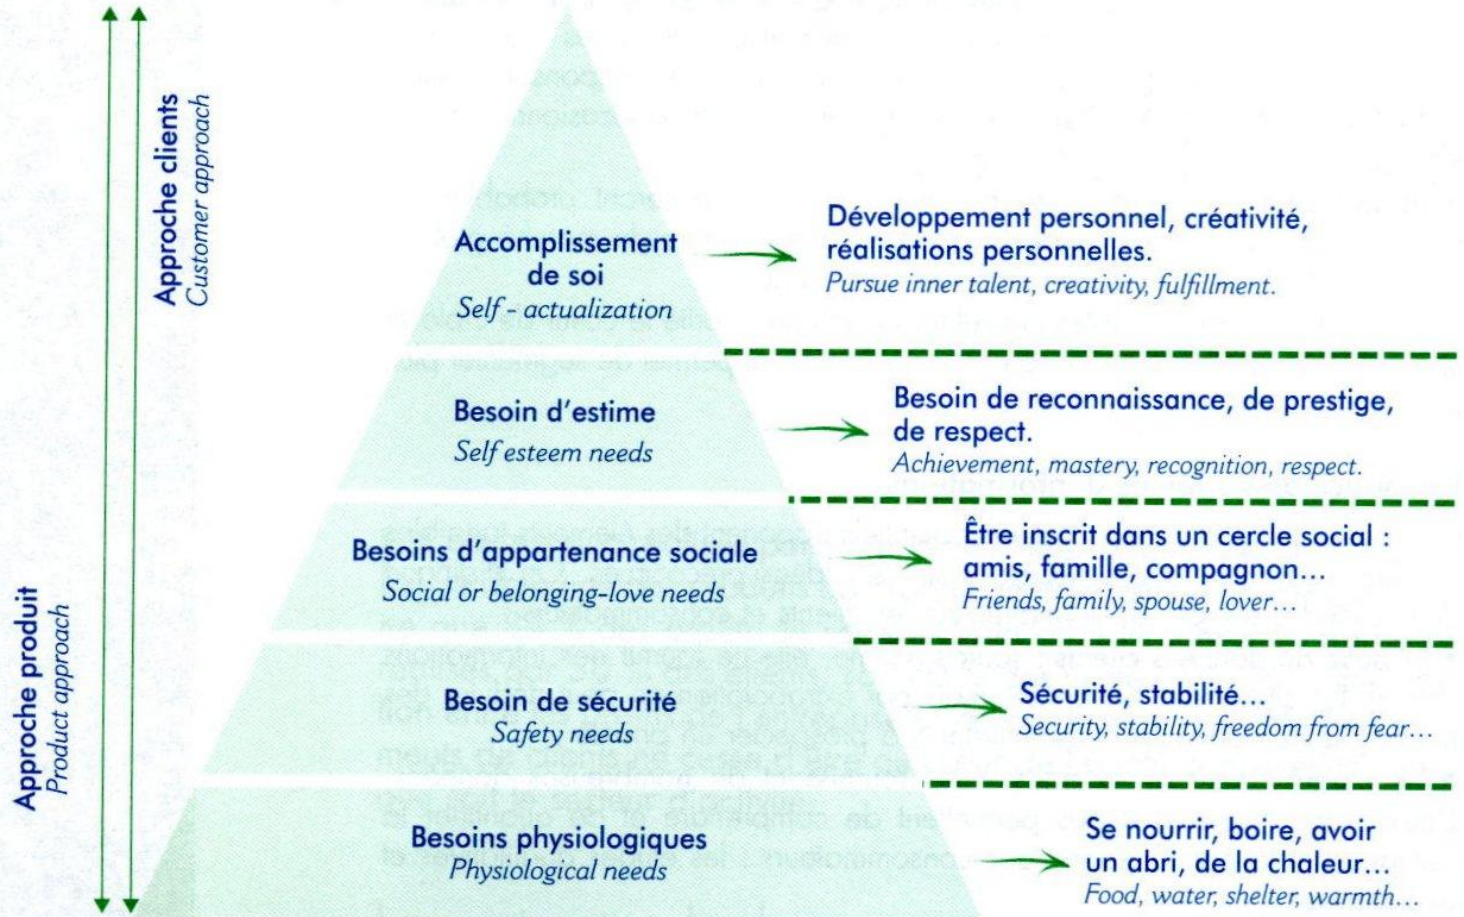 Approche clients
Customer approach
Approche produit
Product approach
Accomplissement
de soi
Self - actualization
Développement personnel, créativité,
réalisations personnelles.
Pursue inner talent, creativity, fulfillment.
Besoin d'estime
Self esteem needs
Besoin de reconnaissance, de prestige,
de respect.
Achievement, mastery, recognition, respect.
Besoins d'appartenance sociale
Social or belonging-love needs
Être inscrit dans un cercle social :
amis, famille, compagnon...
Friends, family, spouse, lover...
Besoin de sécurité
Safety needs
Sécurité, stabilité...
Security, stability, freedom from fear...
Besoins physiologiques
Physiological needs
Se nourrir, boire, avoir
un abri, de la chaleur...
Food, water, shelter, warmth...